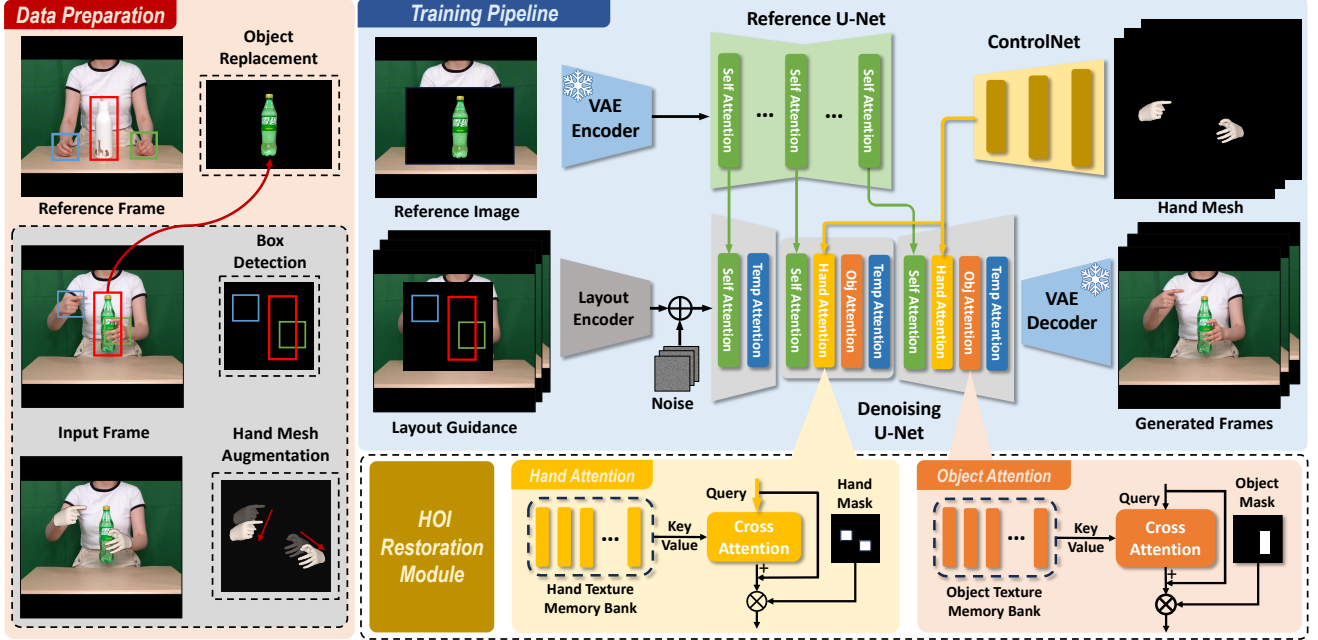 Data Preparation
Object
Replacement
Reference Frame
Box
Detection
Input Frame
Hand Mesh
Augmentation
Training Pipeline
Reference U-Net
ControlNet
VAE
Encoder
Self Attention
...
Self Attention
...
Self Attention
Reference Image
Hand Mesh
Layout
Encoder
Noise
Self Attention
Temp Attention
Self Attention
Hand Attention
Obj Attention
Temp Attention
Self Attention
Hand Attention
Obj Attention
Temp Attention
VAE
Decoder
Layout Guidance
Denoising
U-Net
Generated Frames
HOI
Restoration
Module
Hand Attention
Query
Hand
Mask
Key
Value
Cross
Attention
...
+
Hand Texture
Memory Bank
Object Attention
Query
Object
Mask
Key
Value
Cross
Attention
...
+
Object Texture
Memory Bank